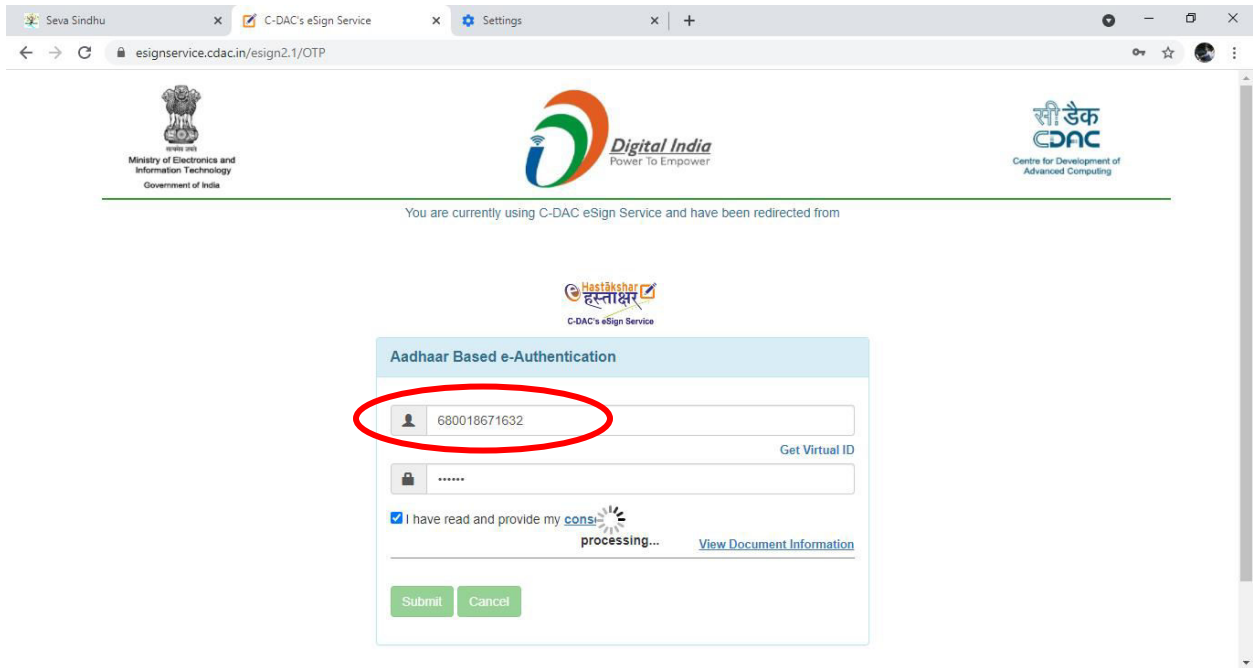 Seva Sindhu
C-DAC's eSign Service
Settings
esignservice.cdac.in/esign2.1/OTP
सत्यमेव जयते
Ministry of Electronics and
Information Technology
Government of India
Digital India
Power To Empower
सी डैक
CDAC
Centre for Development of
Advanced Computing
You are currently using C-DAC eSign Service and have been redirected from
e Hastākshar
हस्ताक्षर
C-DAC's eSign Service
Aadhaar Based e-Authentication
680018671632
Get Virtual ID
······
I have read and provide my
processing...
View Document Information
Submit Cancel